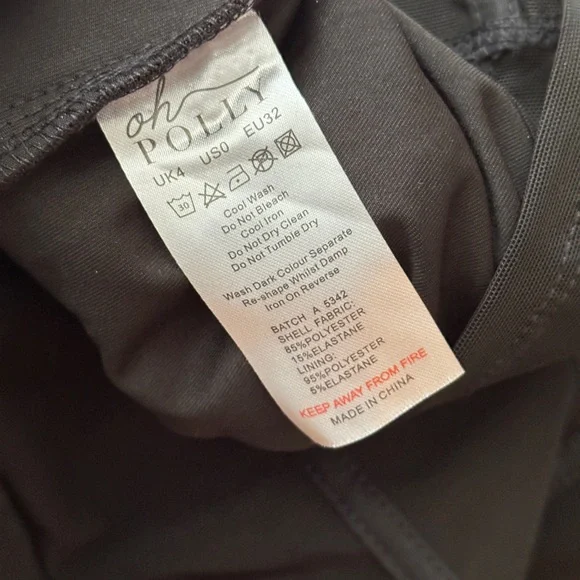 oh
POLLY
UK4 US0 EU32
30
Cool Wash
Do Not Bleach
Cool Iron
Do Not Dry Clean
Do Not Tumble Dry
Wash Dark Colour Separate
Re-shape Whilst Damp
Iron On Reverse
BATCH A 5342
SHELL FABRIC:
85%POLYESTER
15%ELASTANE
LINING:
95%POLYESTER
5%ELASTANE
KEEP AWAY FROM FIRE
MADE IN CHINA